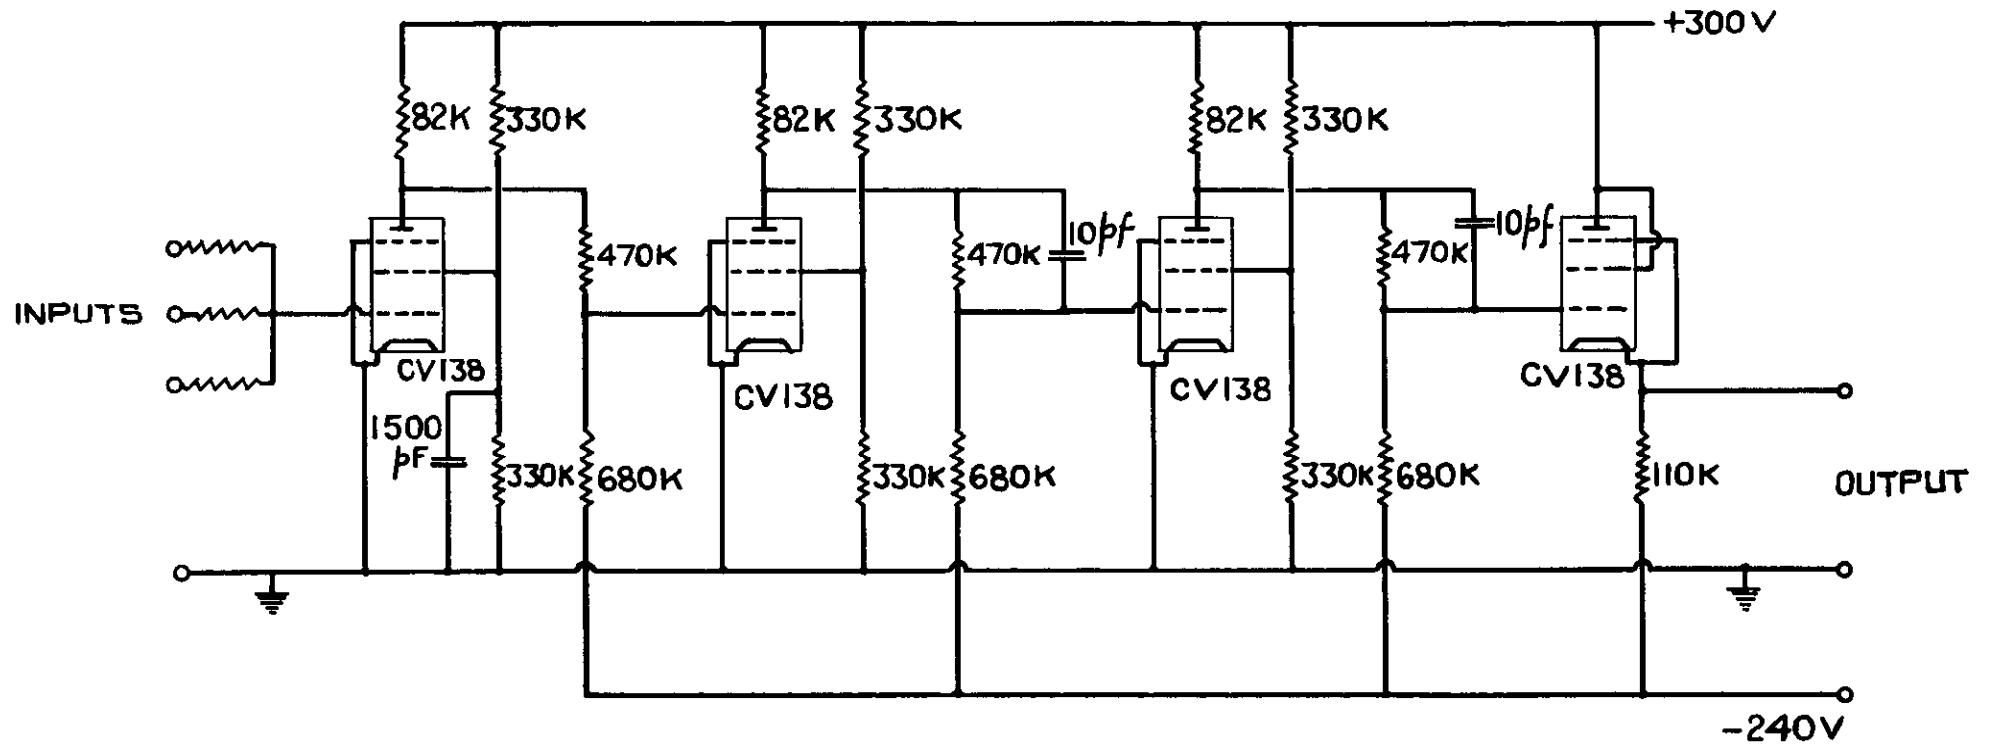 +300V
82K
330K
82K
330K
82K
330K
470K
470K
10pf
470K
10pf
INPUTS
CV138
CV138
CV138
CV138
1500
pF
330K
680K
330K
680K
330K
680K
110K
OUTPUT
-240V